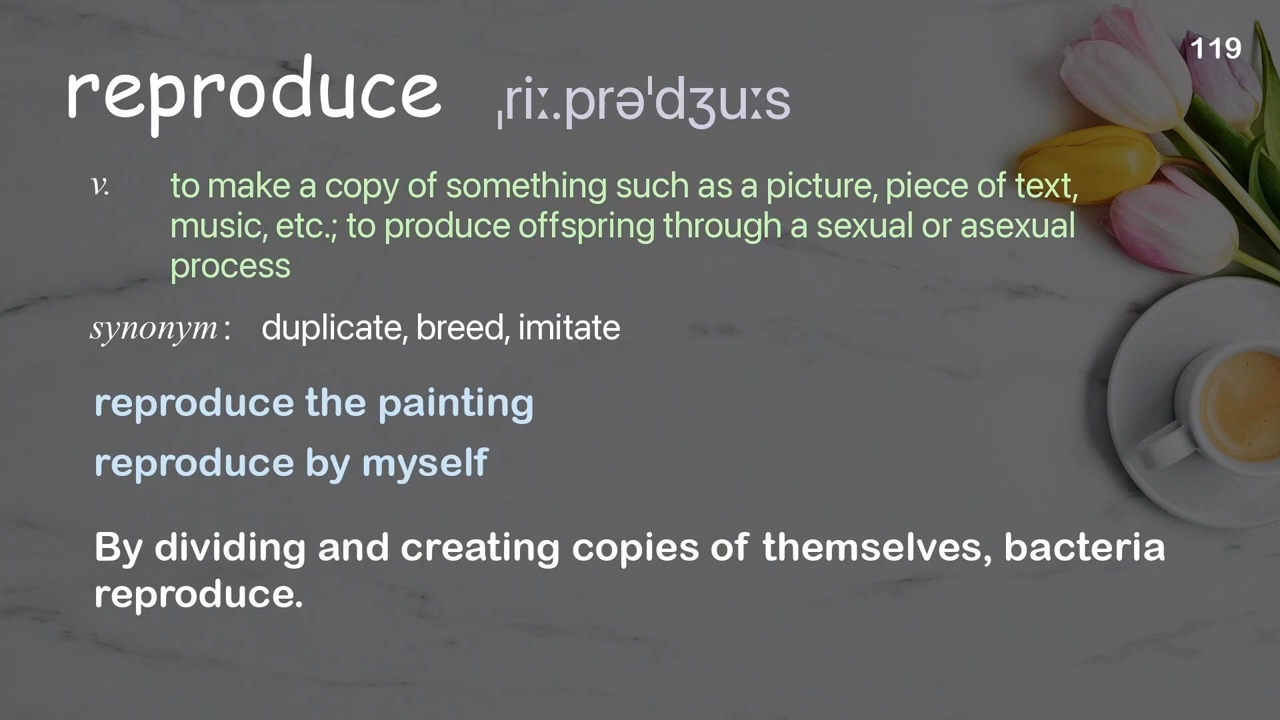 119
reproduce ˌriː.prəˈdʒuːs
v. to make a copy of something such as a picture, piece of text,
music, etc.; to produce offspring through a sexual or asexual
process
synonym: duplicate, breed, imitate
reproduce the painting
reproduce by myself
By dividing and creating copies of themselves, bacteria
reproduce.